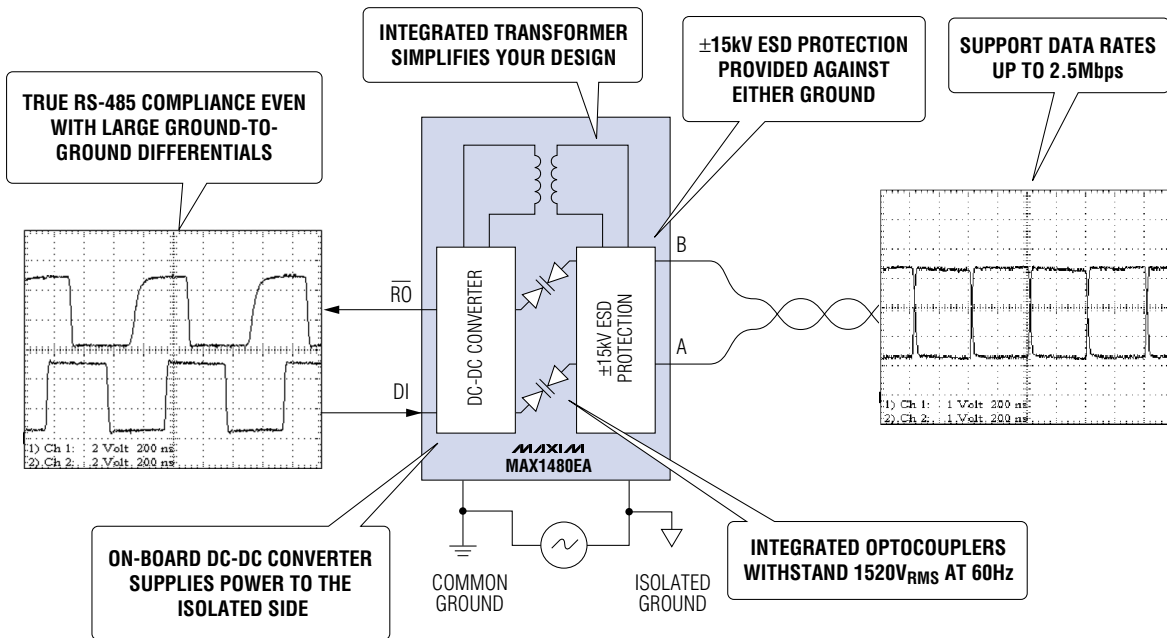 INTEGRATED TRANSFORMER
SIMPLIFIES YOUR DESIGN
±15kV ESD PROTECTION
PROVIDED AGAINST
EITHER GROUND
SUPPORT DATA RATES
UP TO 2.5Mbps
TRUE RS-485 COMPLIANCE EVEN
WITH LARGE GROUND-TO-
GROUND DIFFERENTIALS
RO
DI
DC-DC CONVERTER
±15kV ESD
PROTECTION
B
A
MAXIM
MAX1480EA
1) Ch 1: 2 Volt 200 ns
2) Ch 2: 2 Volt 200 ns
1) Ch 1: 1 Volt 200 ns
2) Ch 2: 1 Volt 200 ns
ON-BOARD DC-DC CONVERTER
SUPPLIES POWER TO THE
ISOLATED SIDE
COMMON
GROUND
ISOLATED
GROUND
INTEGRATED OPTOCOUPLERS
WITHSTAND 1520VRMS AT 60Hz